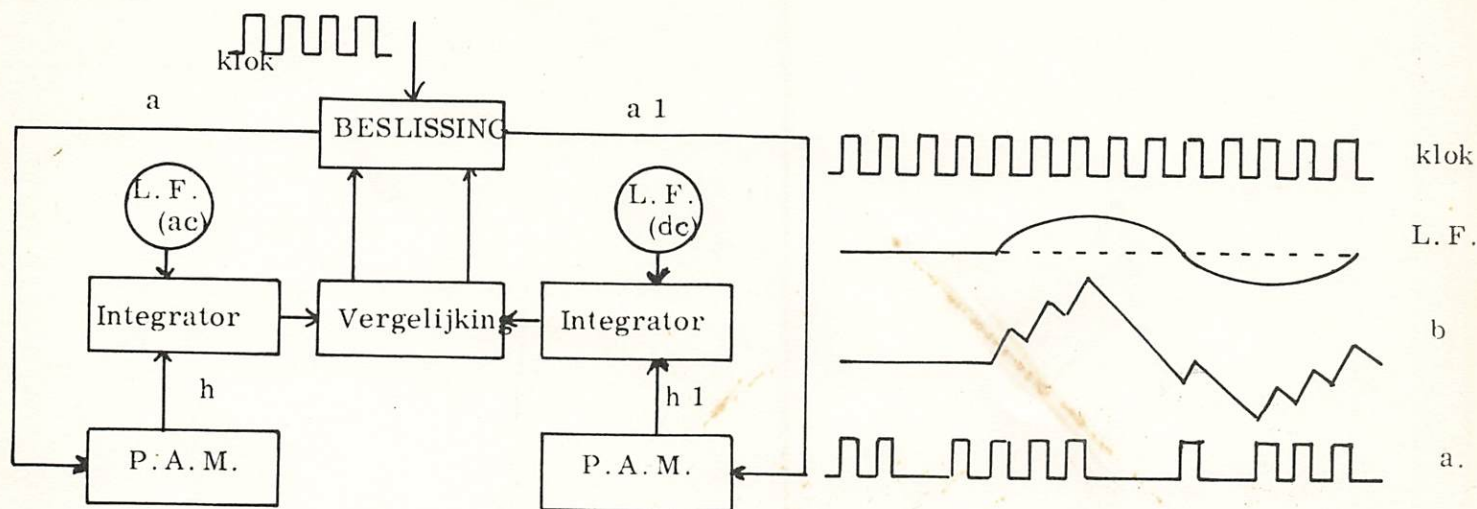 klok
a
a 1
BESLISSING
klok
L. F.
(ac)
L. F.
(dc)
L. F.
Integrator
Vergelijking
Integrator
b
h
h 1
P. A. M.
P. A. M.
a.